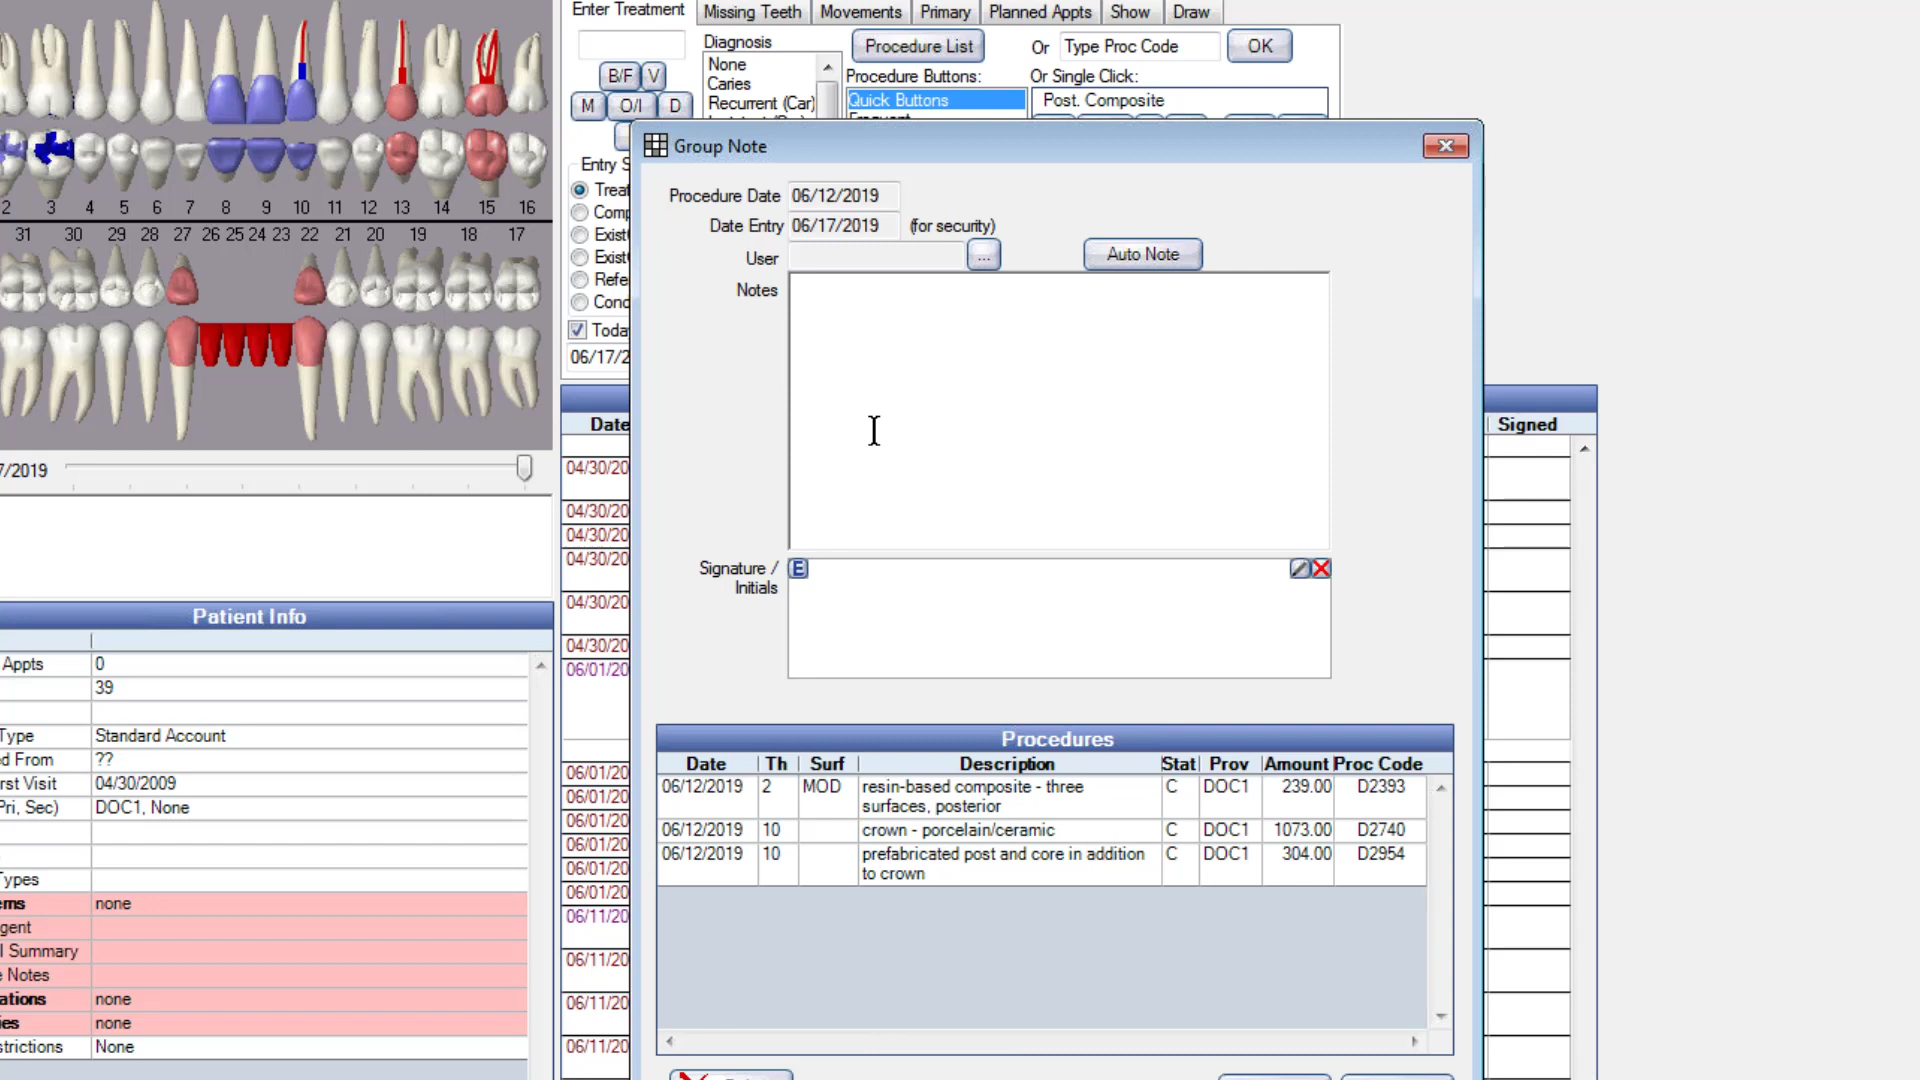 Enter Treatment Missing Teeth Movements Primary Planned Appts Show Draw
Diagnosis Procedure List Or Type Proc Code OK
None
Caries
Recurrent (Car)
B/F V
M O/I D
Procedure Buttons: Or Single Click:
Quick Buttons Post. Composite
Frequent
2 3 4 5 6 7 8 9 10 11 12 13 14 15 16
31 30 29 28 27 26 25 24 23 22 21 20 19 18 17
Entry S
Treat
Comp
Exist
Exist
Refe
Cond
Toda
06/17/2
7/2019
Group Note
Procedure Date 06/12/2019
Date Entry 06/17/2019 (for security)
User ... Auto Note
Notes
Signature /
Initials
E
Procedures
Date Th Surf Description Stat Prov Amount Proc Code
06/12/2019 2 MOD resin-based composite - three surfaces, posterior C DOC1 239.00 D2393
06/12/2019 10 crown - porcelain/ceramic C DOC1 1073.00 D2740
06/12/2019 10 prefabricated post and core in addition to crown C DOC1 304.00 D2954
Date Signed
04/30/20
04/30/20
04/30/20
04/30/20
04/30/20
04/30/20
06/01/20
06/01/20
06/01/20
06/01/20
06/01/20
06/01/20
06/01/20
06/11/20
06/11/20
06/11/20
06/11/20
Patient Info
Appts 0
39
Type Standard Account
d From ??
rst Visit 04/30/2009
Pri, Sec) DOC1, None
Types
ems none
gent
l Summary
e Notes
ations none
ies none
strictions None